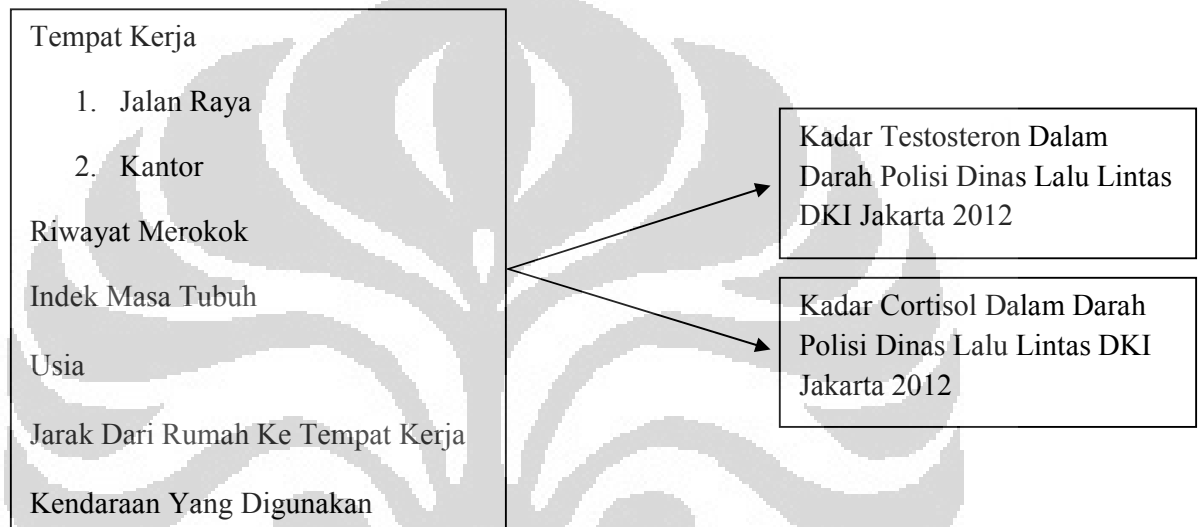 Tempat Kerja
1. Jalan Raya
2. Kantor
Riwayat Merokok
Indek Masa Tubuh
Usia
Jarak Dari Rumah Ke Tempat Kerja
Kendaraan Yang Digunakan
Kadar Testosteron Dalam
Darah Polisi Dinas Lalu Lintas
DKI Jakarta 2012
Kadar Cortisol Dalam Darah
Polisi Dinas Lalu Lintas DKI
Jakarta 2012